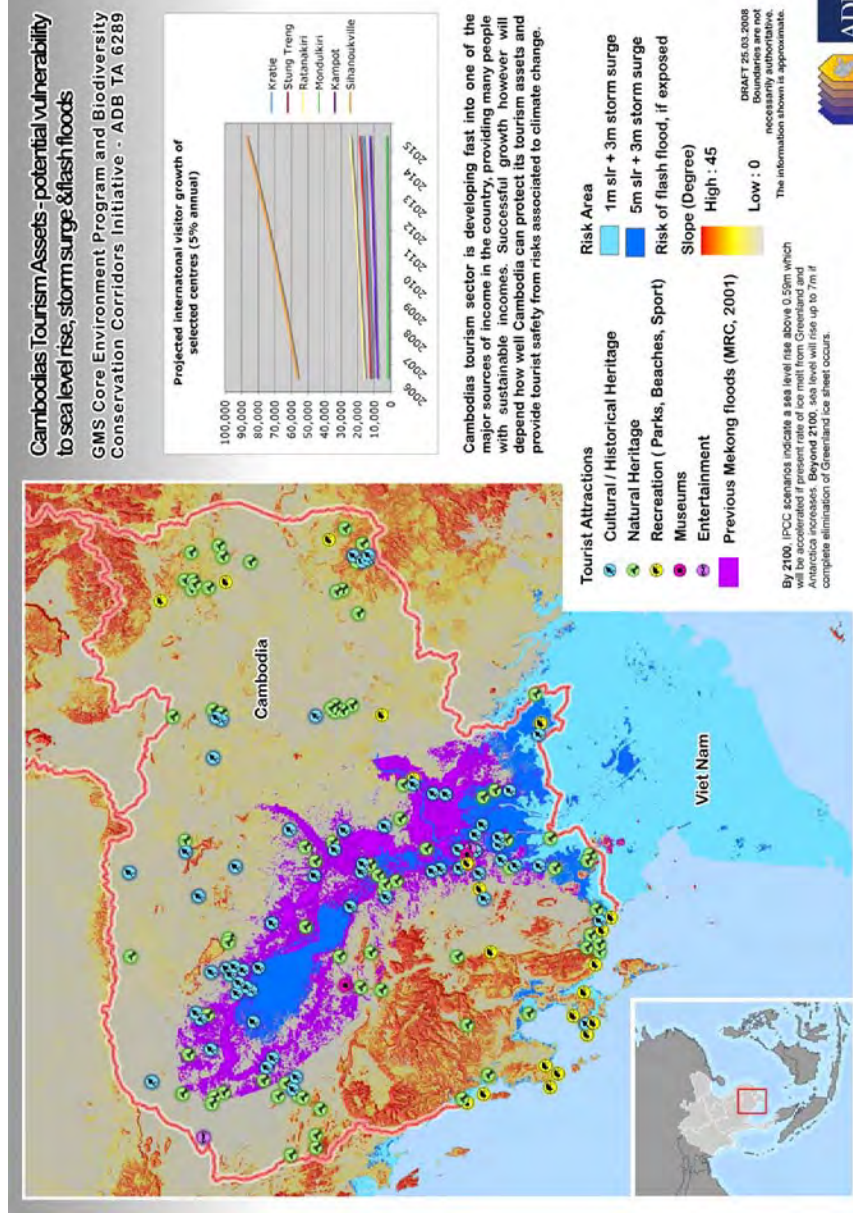 Cambodias Tourism Assets - potential vulnerability
to sea level rise, storm surge & flash floods
GMS Core Environment Program and Biodiversity
Conservation Corridors Initiative - ADB TA 6289
Projected internatonal visitor growth of
selected centres (5% annual)
100,000
90,000
80,000
70,000
60,000
50,000
40,000
30,000
20,000
10,000
0
2006
2007
2008
2009
2010
2011
2012
2013
2014
2015
Kratie
Stung Treng
Ratanakiri
Mondulkiri
Kampot
Sihanoukville
Cambodias tourism sector is developing fast into one of the
major sources of income in the country, providing many people
with sustainable incomes. Successful growth however will
depend how well Cambodia can protect its tourism assets and
provide tourist safety from risks associated to climate change.
Cambodia
Viet Nam
Tourist Attractions
Cultural / Historical Heritage
Natural Heritage
Recreation ( Parks, Beaches, Sport)
Museums
Entertainment
Previous Mekong floods (MRC, 2001)
Risk Area
1m slr + 3m storm surge
5m slr + 3m storm surge
Risk of flash flood, if exposed
Slope (Degree)
High : 45
Low : 0
By 2100, IPCC scenarios indicate a sea level rise above 0.59m which
will be accelerated if present rate of ice melt from Greenland and
Antarctica increases. Beyond 2100, sea level will rise up to 7m if
complete elimination of Greenland ice sheet occurs.
DRAFT 25.03.2008
Boundaries are not
necessarily authoritative.
The information shown is approximate.
AD